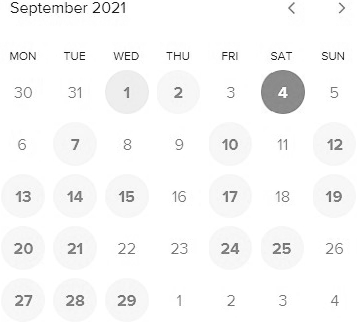 September 2021 < >
MON TUE WED THU FRI SAT SUN
30 31 1 2 3 4 5
6 7 8 9 10 11 12
13 14 15 16 17 18 19
20 21 22 23 24 25 26
27 28 29 1 2 3 4